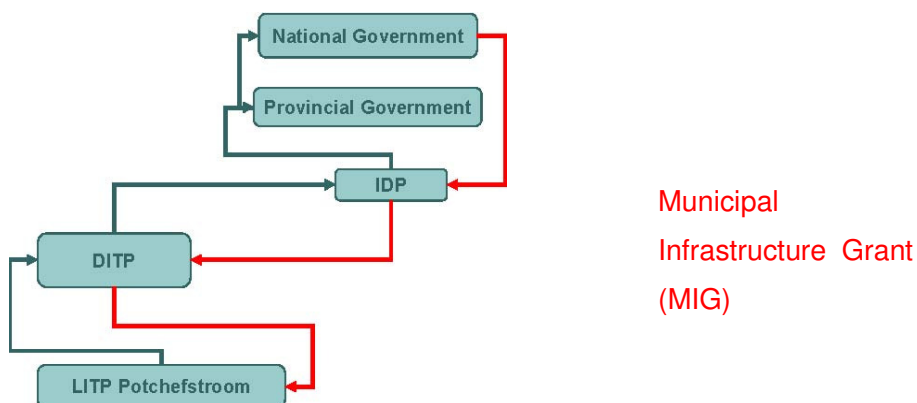 National Government
Provincial Government
IDP
DITP
LITP Potchefstroom
Municipal
Infrastructure Grant
(MIG)